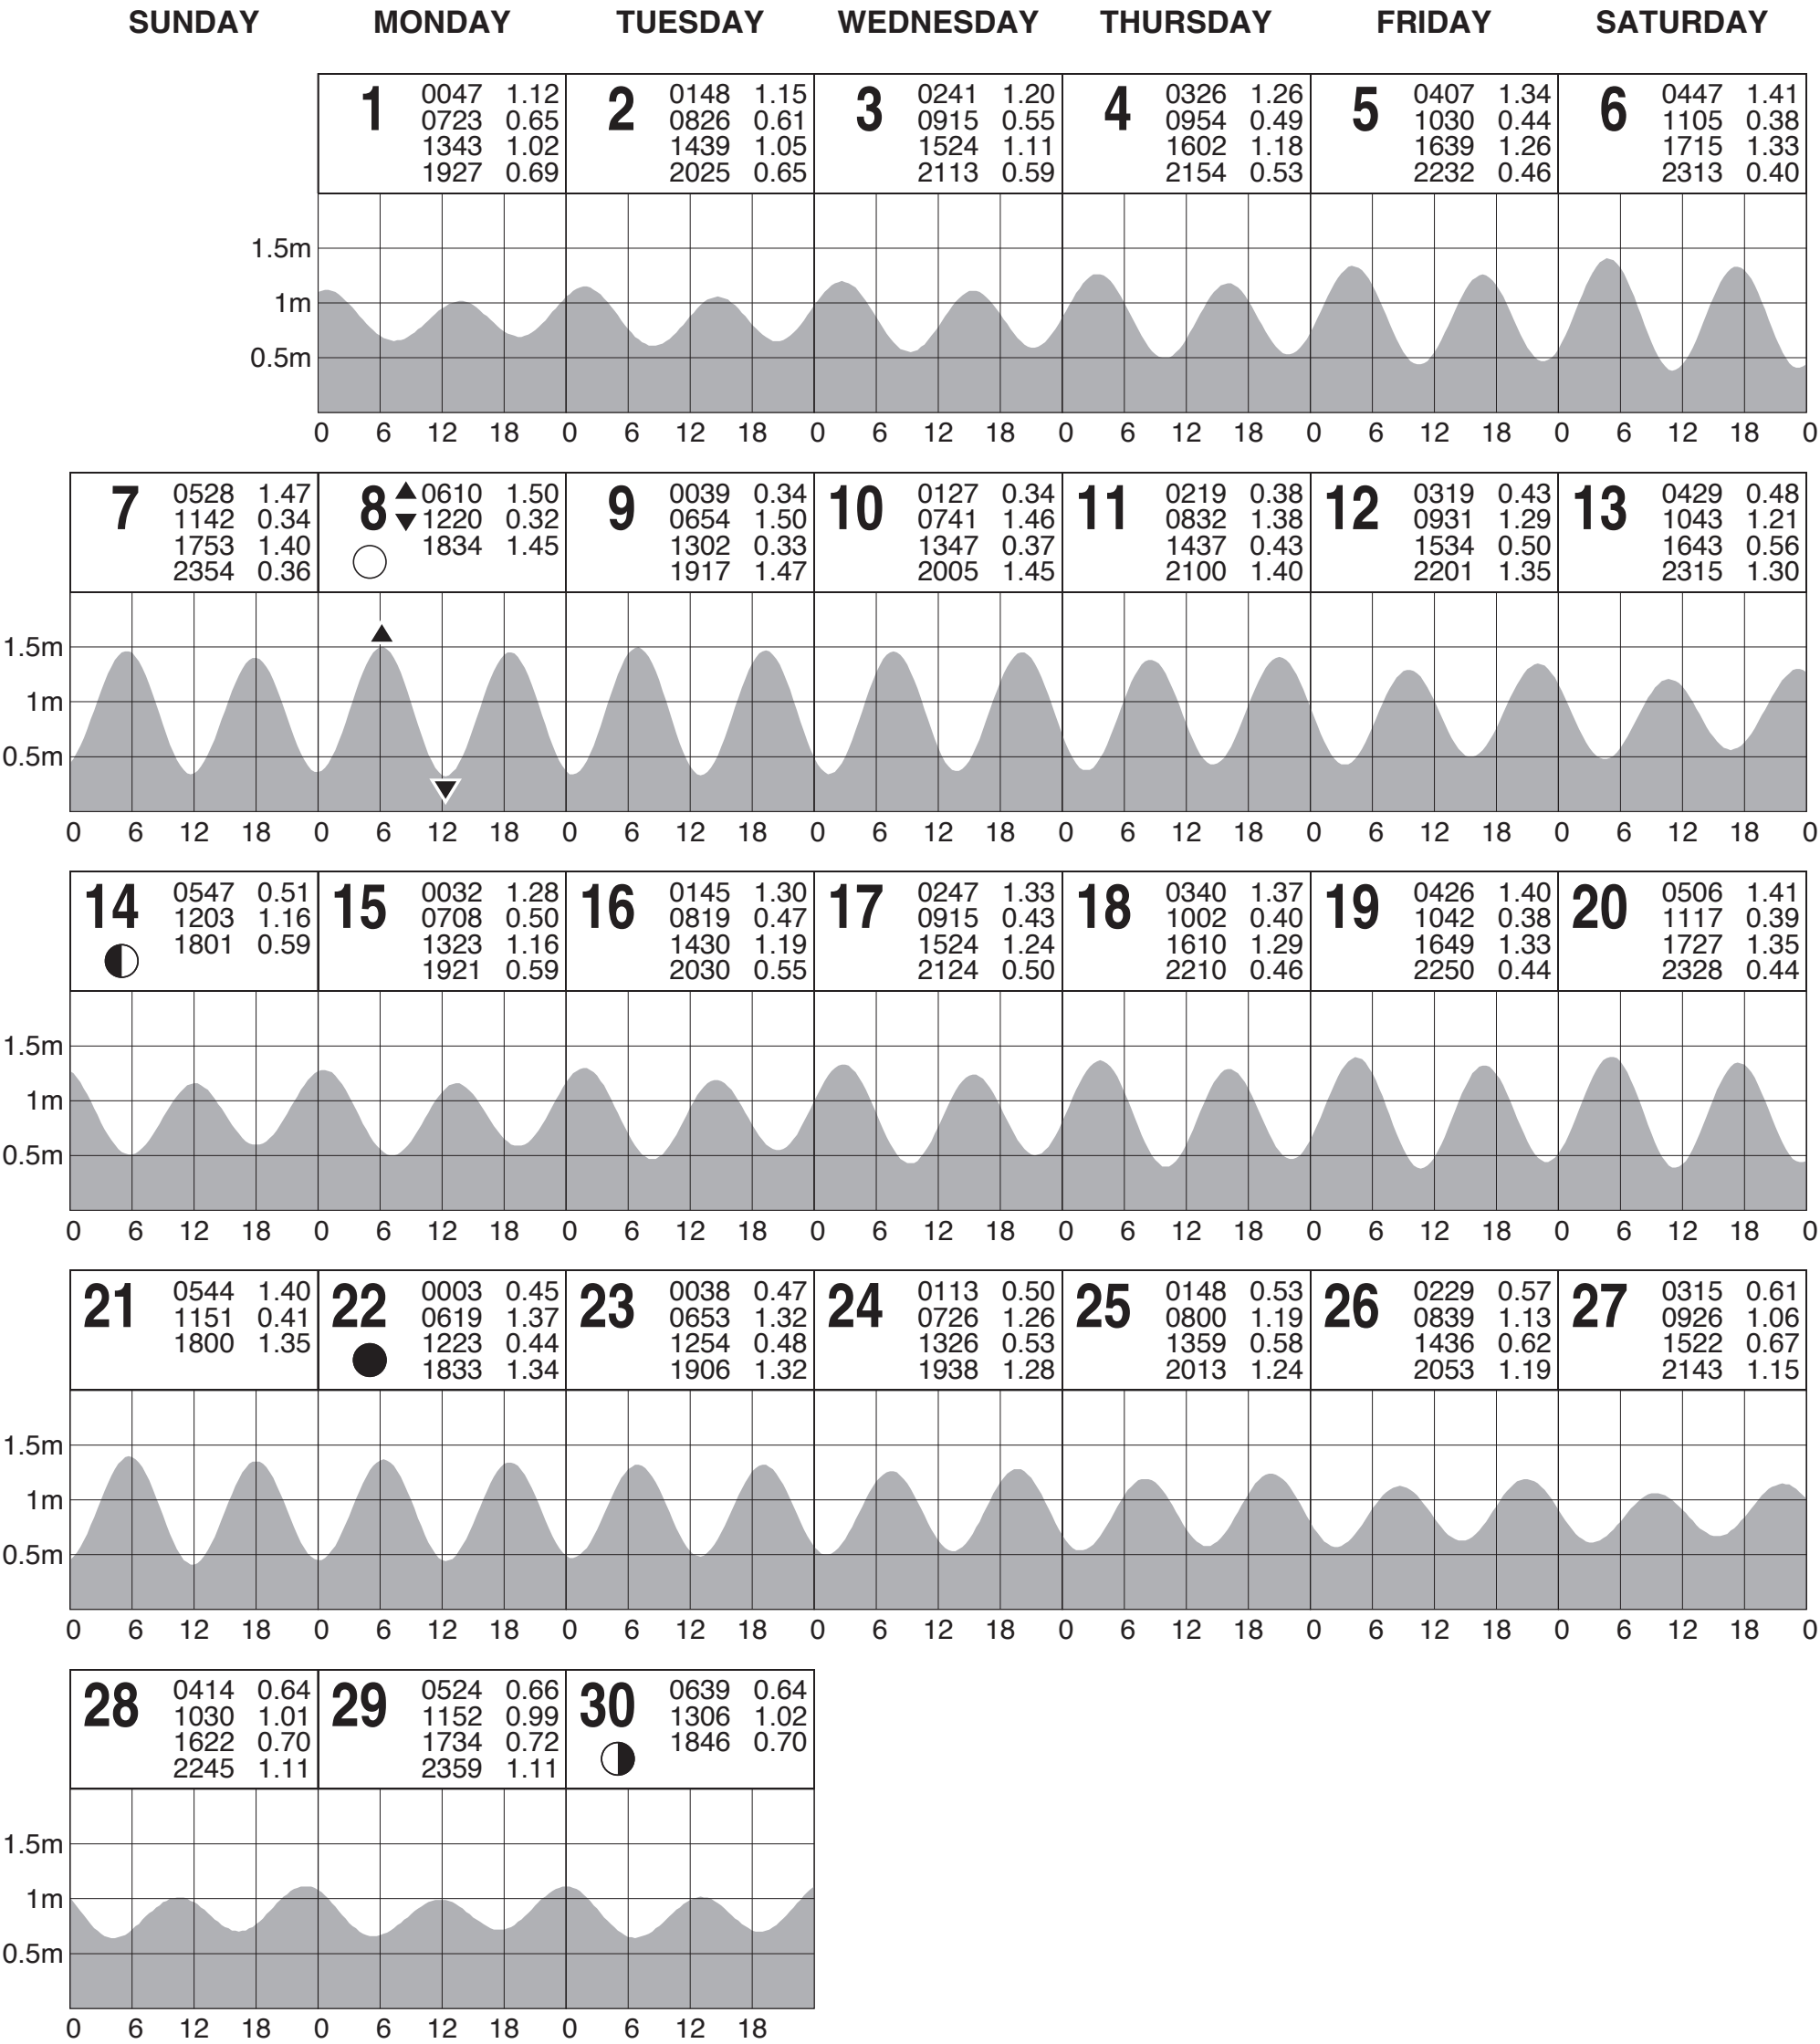 SUNDAY MONDAY TUESDAY WEDNESDAY THURSDAY FRIDAY SATURDAY
1 0047 1.12
0723 0.65
1343 1.02
1927 0.69
2 0148 1.15
0826 0.61
1439 1.05
2025 0.65
3 0241 1.20
0915 0.55
1524 1.11
2113 0.59
4 0326 1.26
0954 0.49
1602 1.18
2154 0.53
5 0407 1.34
1030 0.44
1639 1.26
2232 0.46
6 0447 1.41
1105 0.38
1715 1.33
2313 0.40
1.5m
1m
0.5m
0 6 12 18 0 6 12 18 0 6 12 18 0 6 12 18 0 6 12 18 0 6 12 18 0
7 0528 1.47
1142 0.34
1753 1.40
2354 0.36
8 0610 1.50
1220 0.32
1834 1.45
9 0039 0.34
0654 1.50
1302 0.33
1917 1.47
10 0127 0.34
0741 1.46
1347 0.37
2005 1.45
11 0219 0.38
0832 1.38
1437 0.43
2100 1.40
12 0319 0.43
0931 1.29
1534 0.50
2201 1.35
13 0429 0.48
1043 1.21
1643 0.56
2315 1.30
1.5m
1m
0.5m
0 6 12 18 0 6 12 18 0 6 12 18 0 6 12 18 0 6 12 18 0 6 12 18 0 6 12 18 0
14 0547 0.51
1203 1.16
1801 0.59
15 0032 1.28
0708 0.50
1323 1.16
1921 0.59
16 0145 1.30
0819 0.47
1430 1.19
2030 0.55
17 0247 1.33
0915 0.43
1524 1.24
2124 0.50
18 0340 1.37
1002 0.40
1610 1.29
2210 0.46
19 0426 1.40
1042 0.38
1649 1.33
2250 0.44
20 0506 1.41
1117 0.39
1727 1.35
2328 0.44
1.5m
1m
0.5m
0 6 12 18 0 6 12 18 0 6 12 18 0 6 12 18 0 6 12 18 0 6 12 18 0 6 12 18 0
21 0544 1.40
1151 0.41
1800 1.35
22 0003 0.45
0619 1.37
1223 0.44
1833 1.34
23 0038 0.47
0653 1.32
1254 0.48
1906 1.32
24 0113 0.50
0726 1.26
1326 0.53
1938 1.28
25 0148 0.53
0800 1.19
1359 0.58
2013 1.24
26 0229 0.57
0839 1.13
1436 0.62
2053 1.19
27 0315 0.61
0926 1.06
1522 0.67
2143 1.15
1.5m
1m
0.5m
0 6 12 18 0 6 12 18 0 6 12 18 0 6 12 18 0 6 12 18 0 6 12 18 0 6 12 18 0
28 0414 0.64
1030 1.01
1622 0.70
2245 1.11
29 0524 0.66
1152 0.99
1734 0.72
2359 1.11
30 0639 0.64
1306 1.02
1846 0.70
1.5m
1m
0.5m
0 6 12 18 0 6 12 18 0 6 12 18